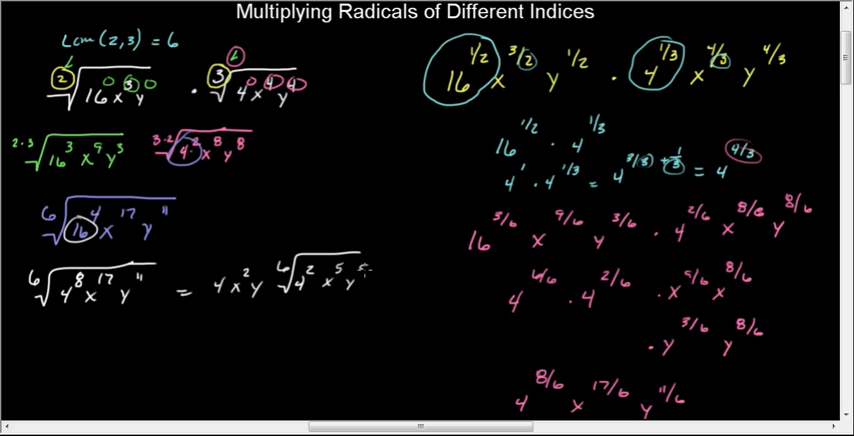 Multiplying Radicals of Different Indices
Lcm (2,3) = 6
²√(16x³y) · ³√(4x⁴y⁴)
²·³√(16³x⁹y³) ³·²√(4²x⁸y⁸)
⁶√(16⁴x¹⁷y¹¹)
⁶√(4⁸x¹⁷y¹¹) = 4x²y ⁶√(4²x⁵y⁵)
16^(1/2) x^(3/2) y^(1/2) · 4^(1/3) x^(4/3) y^(4/3)
16^(1/2) · 4^(1/3)
4^1 · 4^(1/3) = 4^(3/3 + 1/3) = 4^(4/3)
16^(3/6) x^(9/6) y^(3/6) · 4^(2/6) x^(8/6) y^(8/6)
4^(6/6) · 4^(2/6) · x^(9/6) x^(8/6)
· y^(3/6) y^(8/6)
4^(8/6) x^(17/6) y^(11/6)